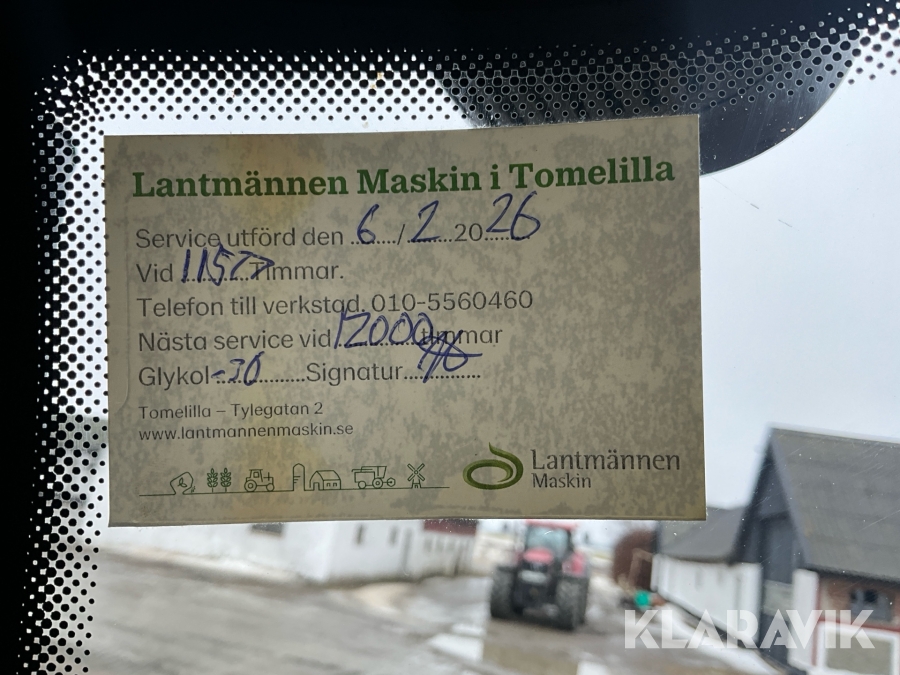 Lantmännen Maskin i Tomelilla
Service utförd den 6/2 2026
Vid 11577 Timmar.
Telefon till verkstad 010-5560460
Nästa service vid 12000 timmar
Glykol -36 Signatur
Tomelilla – Tylegatan 2
www.lantmannenmaskin.se
Lantmännen
Maskin
KLARAVIK